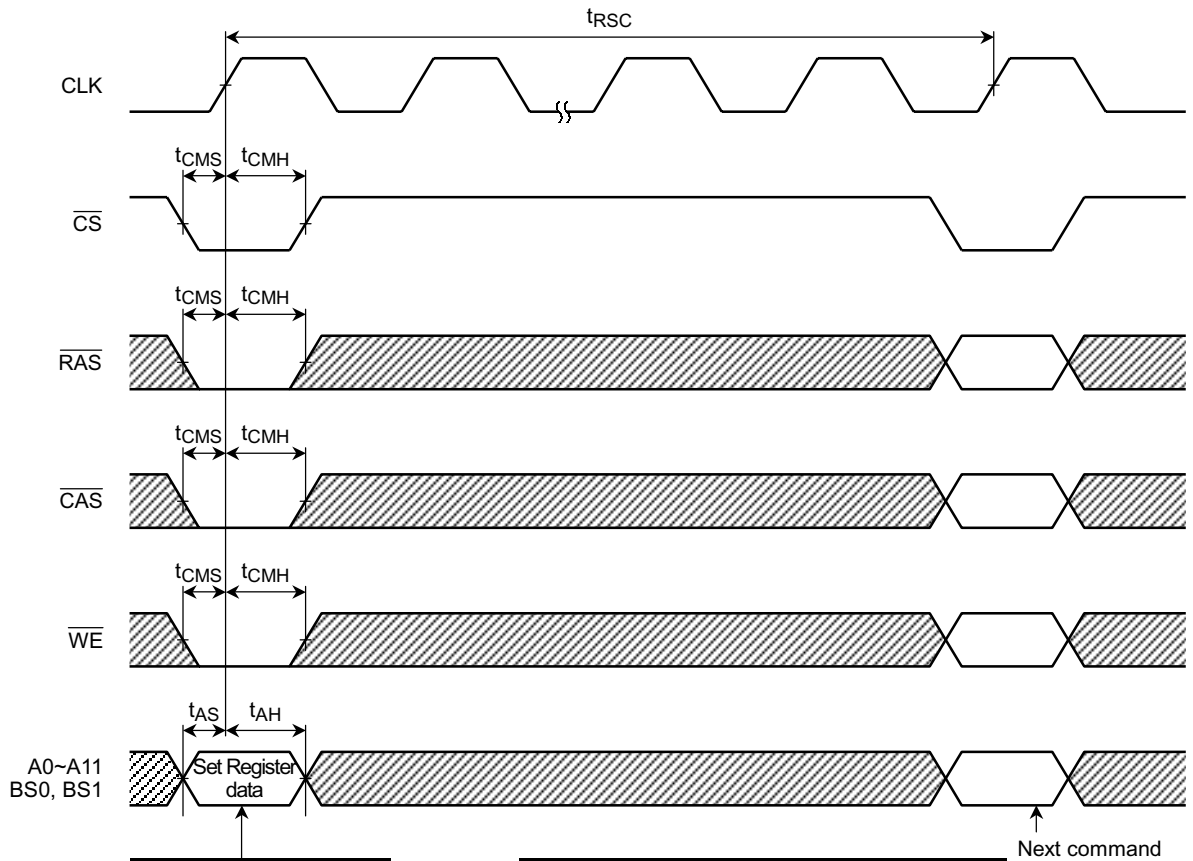 tRSC
CLK
tCMS tCMH
CS
tCMS tCMH
RAS
tCMS tCMH
CAS
tCMS tCMH
WE
tAS tAH
A0~A11
BS0, BS1
Set Register
data
Next command